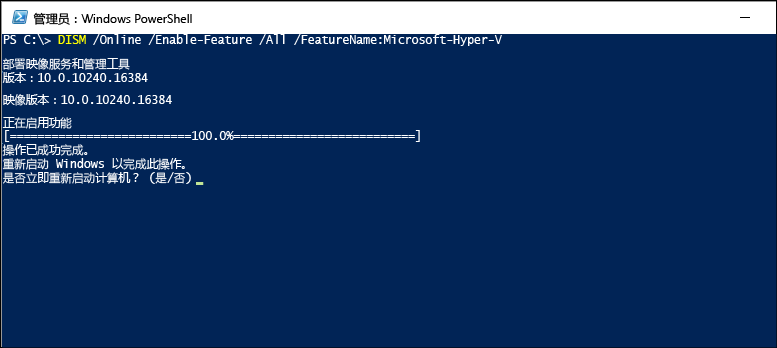 管理员：Windows PowerShell
PS C:\> DISM /Online /Enable-Feature /All /FeatureName:Microsoft-Hyper-V
部署映像服务和管理工具
版本：10.0.10240.16384
映像版本：10.0.10240.16384
正在启用功能
[==========================100.0%==========================]
操作已成功完成。
重新启动 Windows 以完成此操作。
是否立即重新启动计算机？ (是/否)